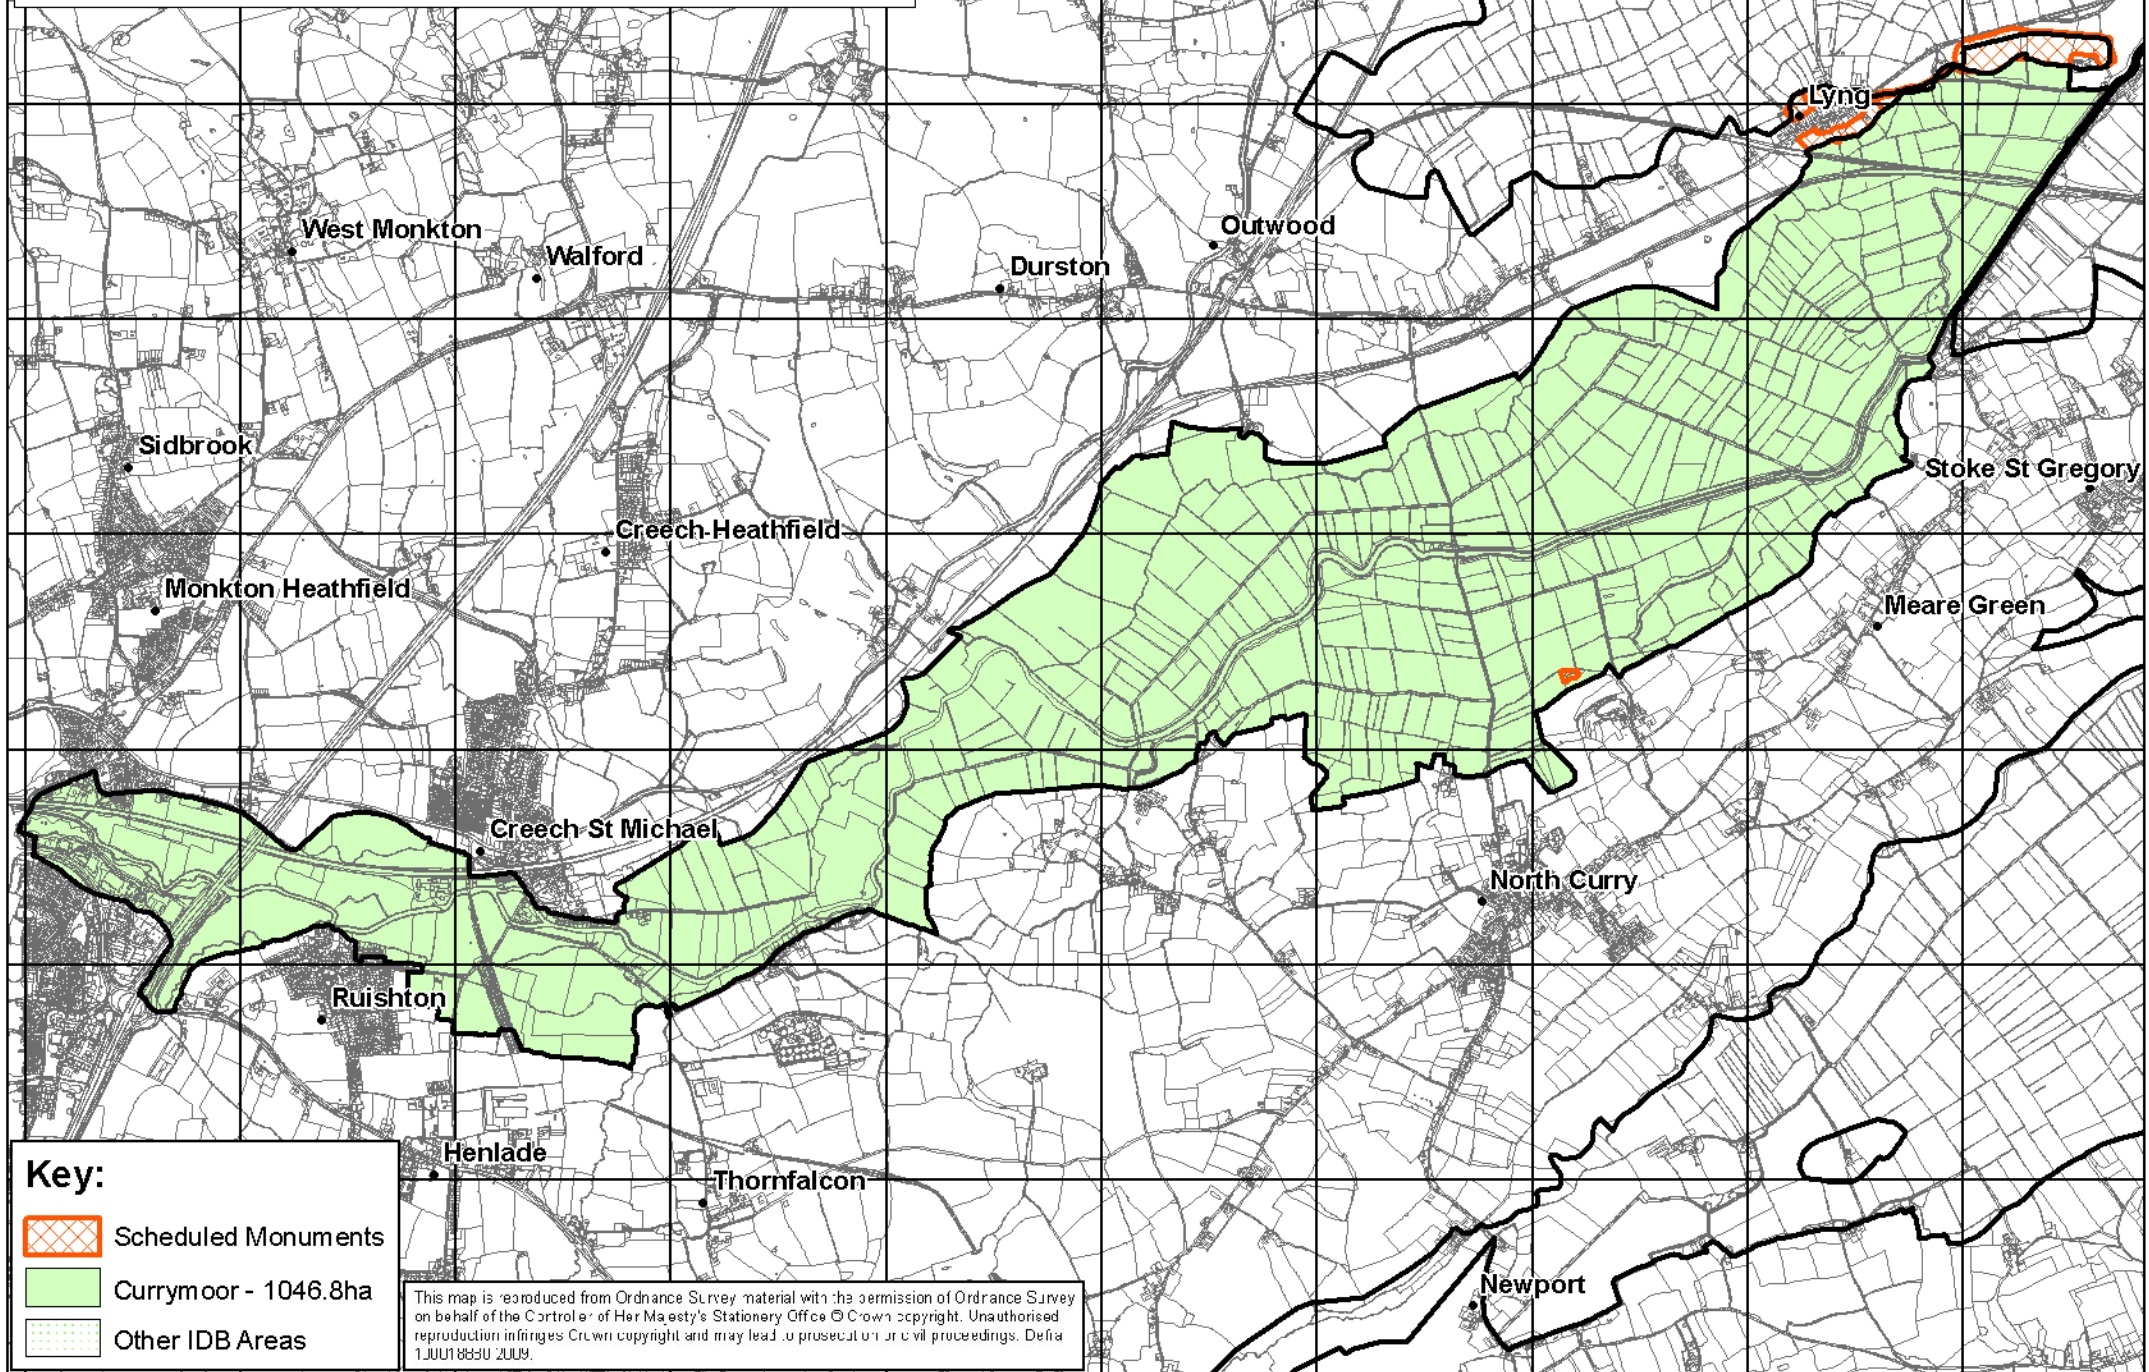 Lyng
West Monkton
Outwood
Walford
Durston
Sidbrook
Stoke St Gregory
Creech Heathfield
Monkton Heathfield
Meare Green
Creech St Michael
North Curry
Ruishton
Henlade
Thornfalcon
Newport
Key:
Scheduled Monuments
Currymoor - 1046.8ha
Other IDB Areas
This map is reproduced from Ordnance Survey material with the permission of Ordnance Survey
on behalf of the Controller of Her Majesty's Stationery Office © Crown copyright. Unauthorised
reproduction infringes Crown copyright and may lead to prosecution or civil proceedings. Defra
100018880 2009.